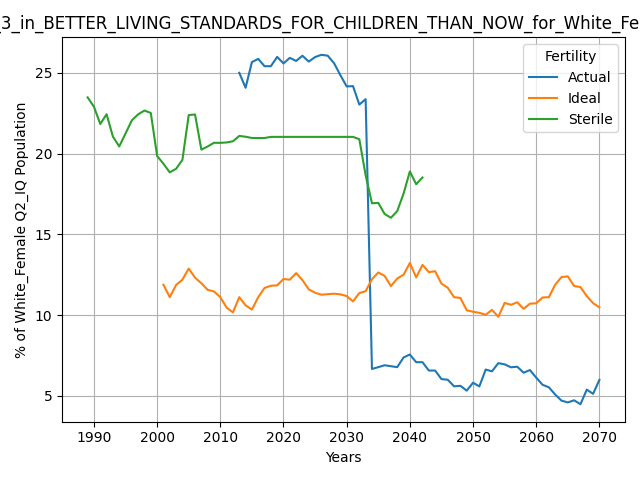 _3_in_BETTER_LIVING_STANDARDS_FOR_CHILDREN_THAN_NOW_for_White_Fe
Fertility
Actual
Ideal
Sterile
% of White_Female Q2_IQ Population
25
20
15
10
5
1990 2000 2010 2020 2030 2040 2050 2060 2070
Years